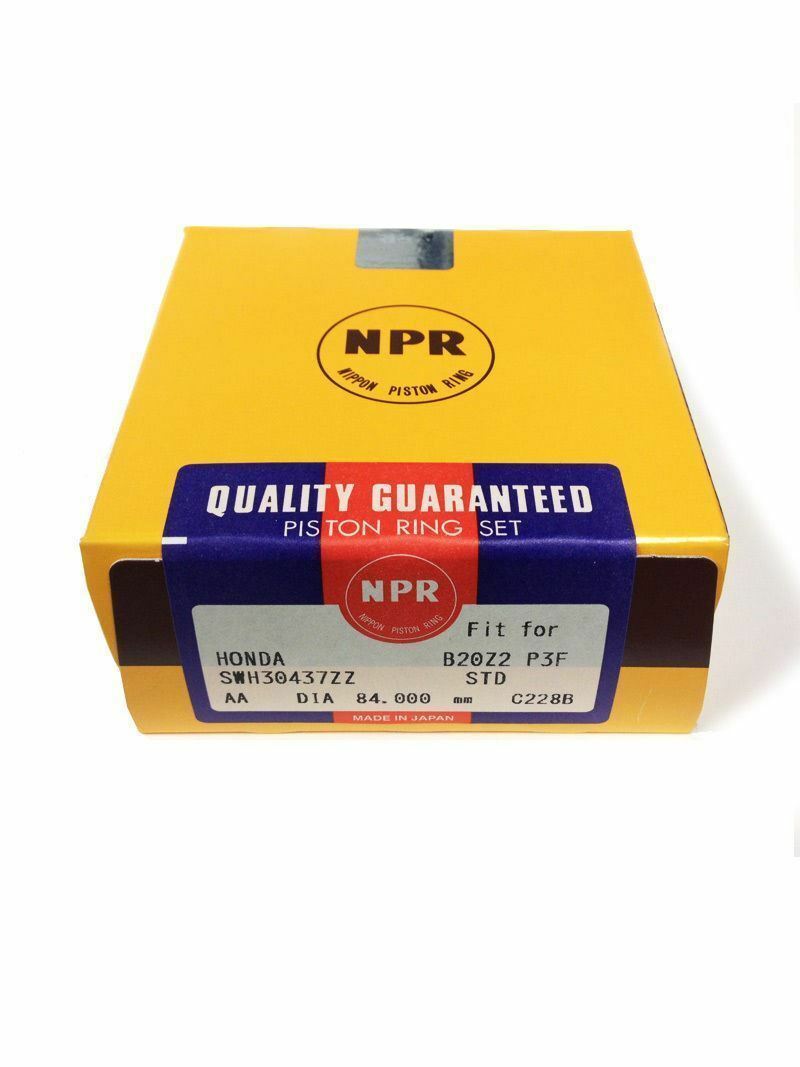 NPR
NIPPON PISTON RING
QUALITY GUARANTEED
PISTON RING SET
NPR
NIPPON PISTON RING
Fit for
HONDA B20Z2 P3F
SWH30437ZZ STD
AA DIA 84.000 mm C228B
MADE IN JAPAN